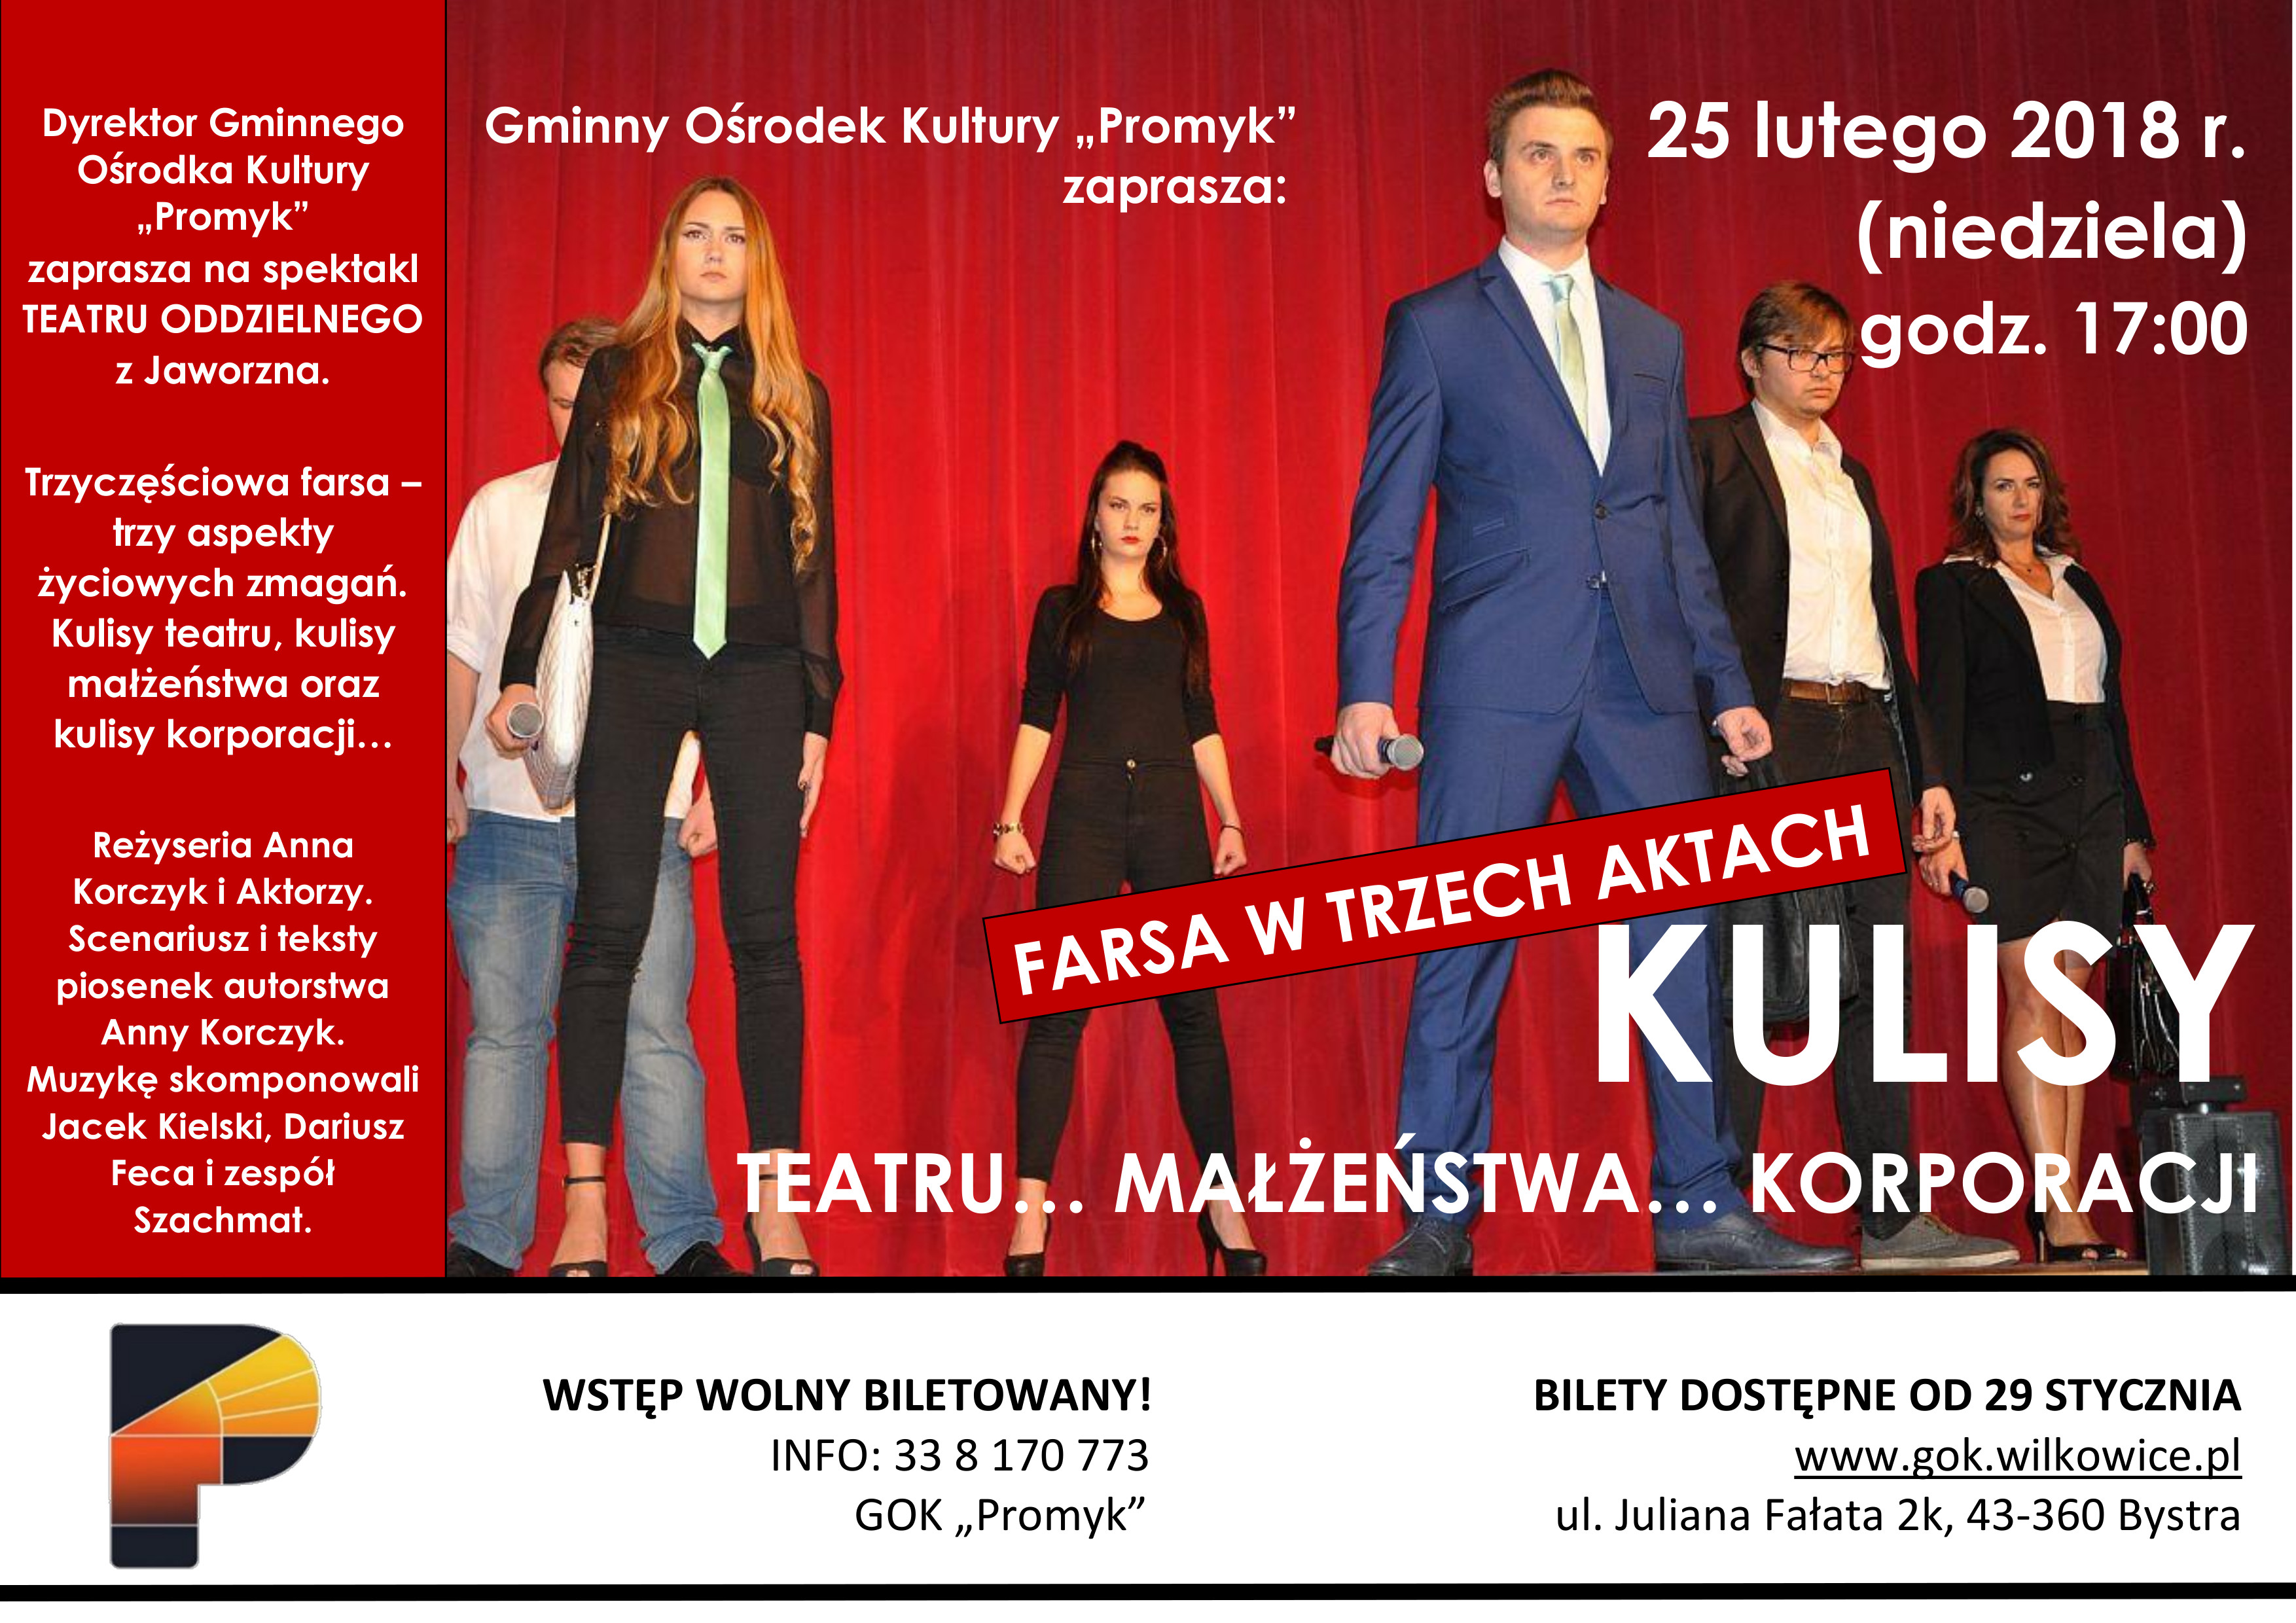 Dyrektor Gminnego
Ośrodka Kultury
„Promyk”
zaprasza na spektakl
TEATRU ODDZIELNEGO
z Jaworzna.
Trzyczęściowa farsa –
trzy aspekty
życiowych zmagań.
Kulisy teatru, kulisy
małżeństwa oraz
kulisy korporacji…
Reżyseria Anna
Korczyk i Aktorzy.
Scenariusz i teksty
piosenek autorstwa
Anny Korczyk.
Muzykę skomponowali
Jacek Kielski, Dariusz
Feca i zespół
Szachmat.
Gminny Ośrodek Kultury „Promyk”
zaprasza:
25 lutego 2018 r.
(niedziela)
godz. 17:00
FARSA W TRZECH AKTACH
KULISY
TEATRU… MAŁŻEŃSTWA… KORPORACJI
WSTĘP WOLNY BILETOWANY!
INFO: 33 8 170 773
GOK „Promyk”
BILETY DOSTĘPNE OD 29 STYCZNIA
www.gok.wilkowice.pl
ul. Juliana Fałata 2k, 43-360 Bystra